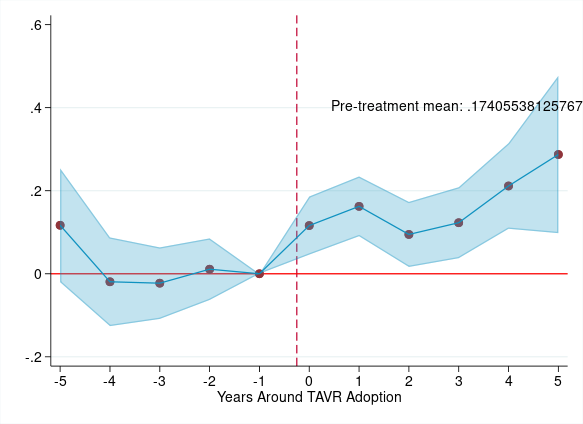 .6
.4
.2
0
-.2
Pre-treatment mean: .17405538125767
-5 -4 -3 -2 -1 0 1 2 3 4 5
Years Around TAVR Adoption